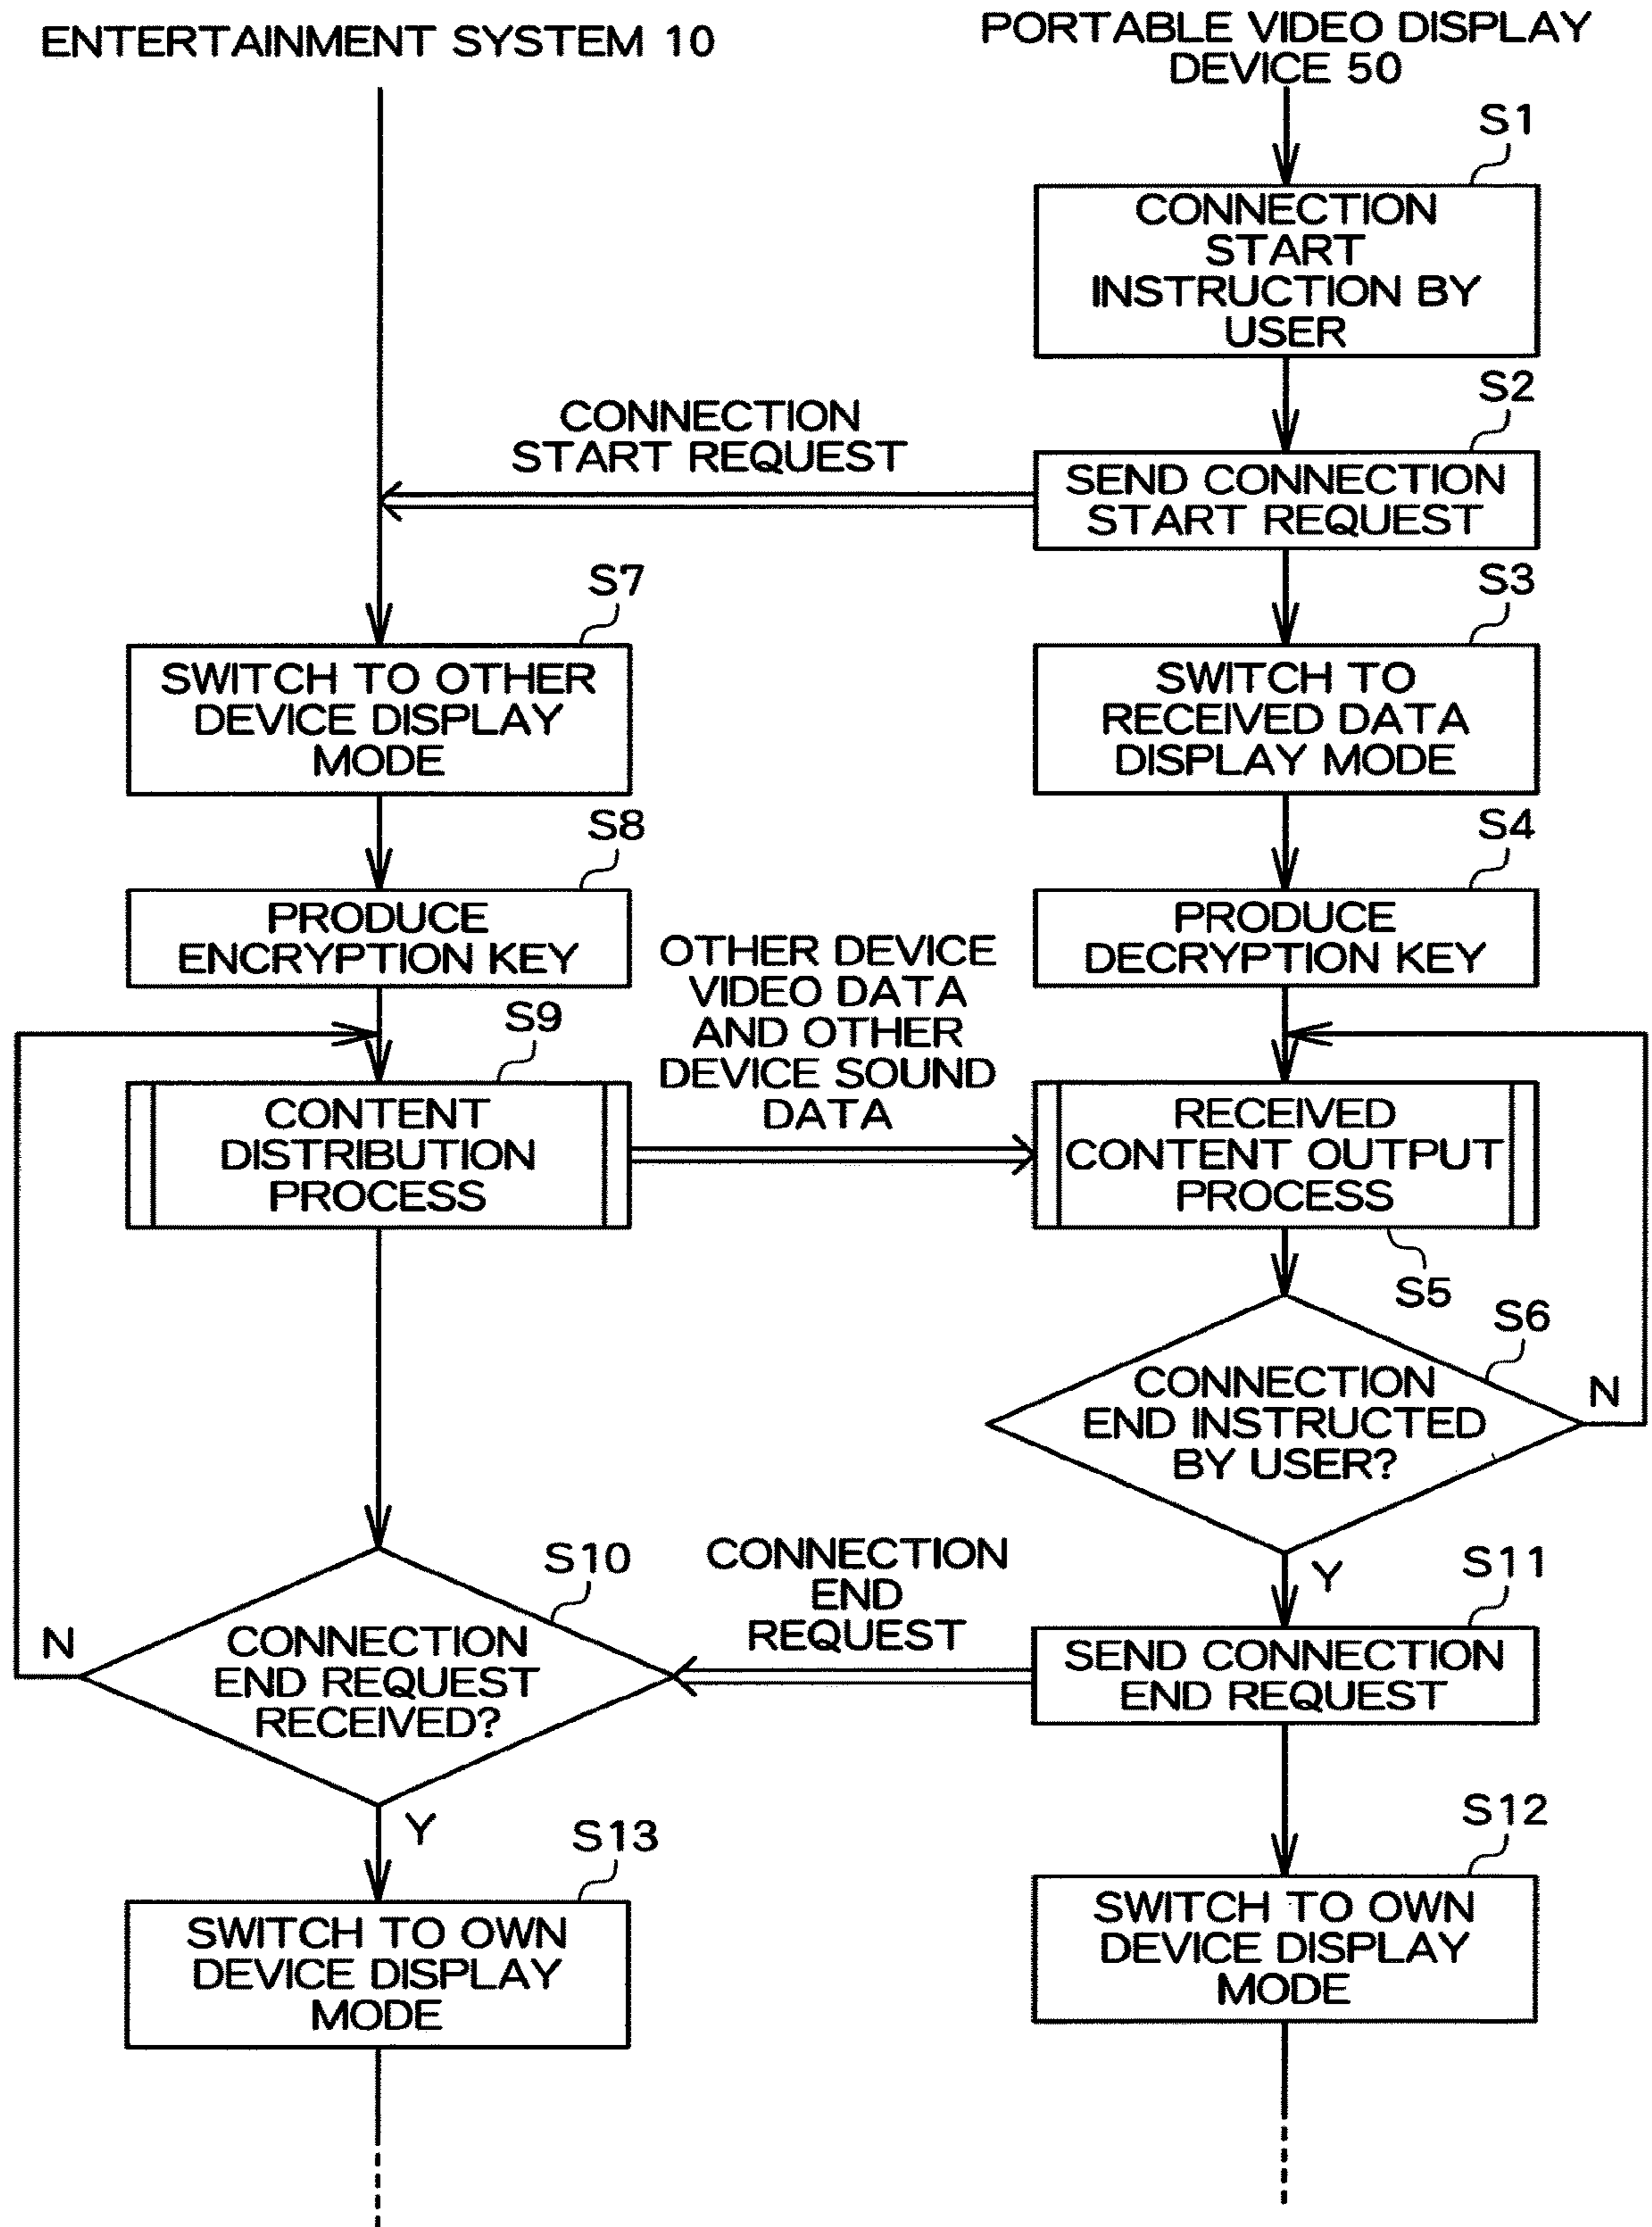 ENTERTAINMENT SYSTEM 10
PORTABLE VIDEO DISPLAY
DEVICE 50
S1
CONNECTION
START
INSTRUCTION BY
USER
S2
CONNECTION
START REQUEST
SEND CONNECTION
START REQUEST
S7
S3
SWITCH TO OTHER
DEVICE DISPLAY
MODE
SWITCH TO
RECEIVED DATA
DISPLAY MODE
S8
S4
PRODUCE
ENCRYPTION KEY
PRODUCE
DECRYPTION KEY
OTHER DEVICE
VIDEO DATA
AND OTHER
DEVICE SOUND
DATA
S9
CONTENT
DISTRIBUTION
PROCESS
RECEIVED
CONTENT OUTPUT
PROCESS
S5
S6
CONNECTION
END INSTRUCTED
BY USER?
N
Y
S10
CONNECTION
END
REQUEST
S11
N
CONNECTION
END REQUEST
RECEIVED?
SEND CONNECTION
END REQUEST
Y
S13
S12
SWITCH TO OWN
DEVICE DISPLAY
MODE
SWITCH TO OWN
DEVICE DISPLAY
MODE